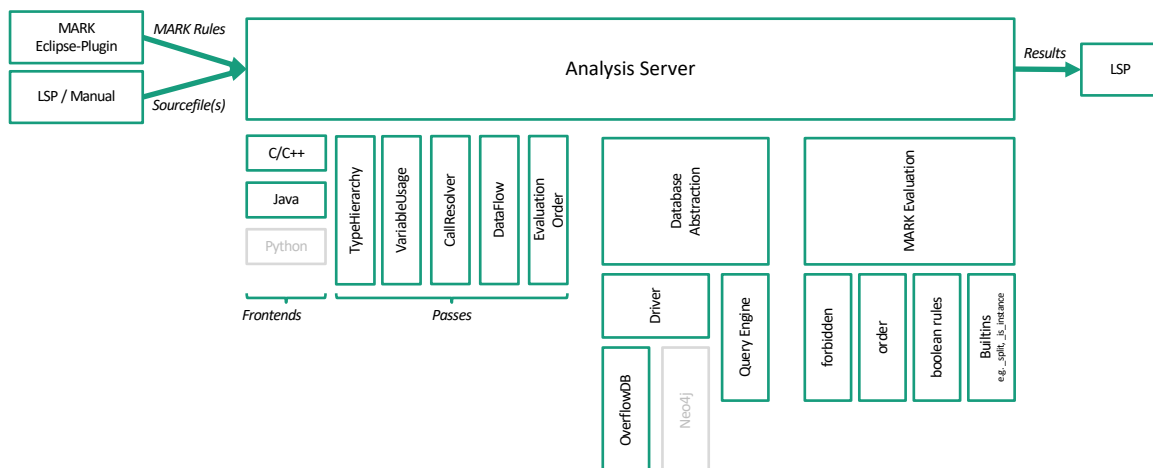 MARK
Eclipse-Plugin
MARK Rules
LSP / Manual
Sourcefile(s)
Analysis Server
Results
LSP
C/C++
Java
Python
Frontends
TypeHierarchy
VariableUsage
CallResolver
DataFlow
Evaluation
Order
Passes
Database
Abstraction
Driver
OverflowDB
Neo4j
Query Engine
MARK Evaluation
forbidden
order
boolean rules
Builtins
e.g. _split, _is_instance